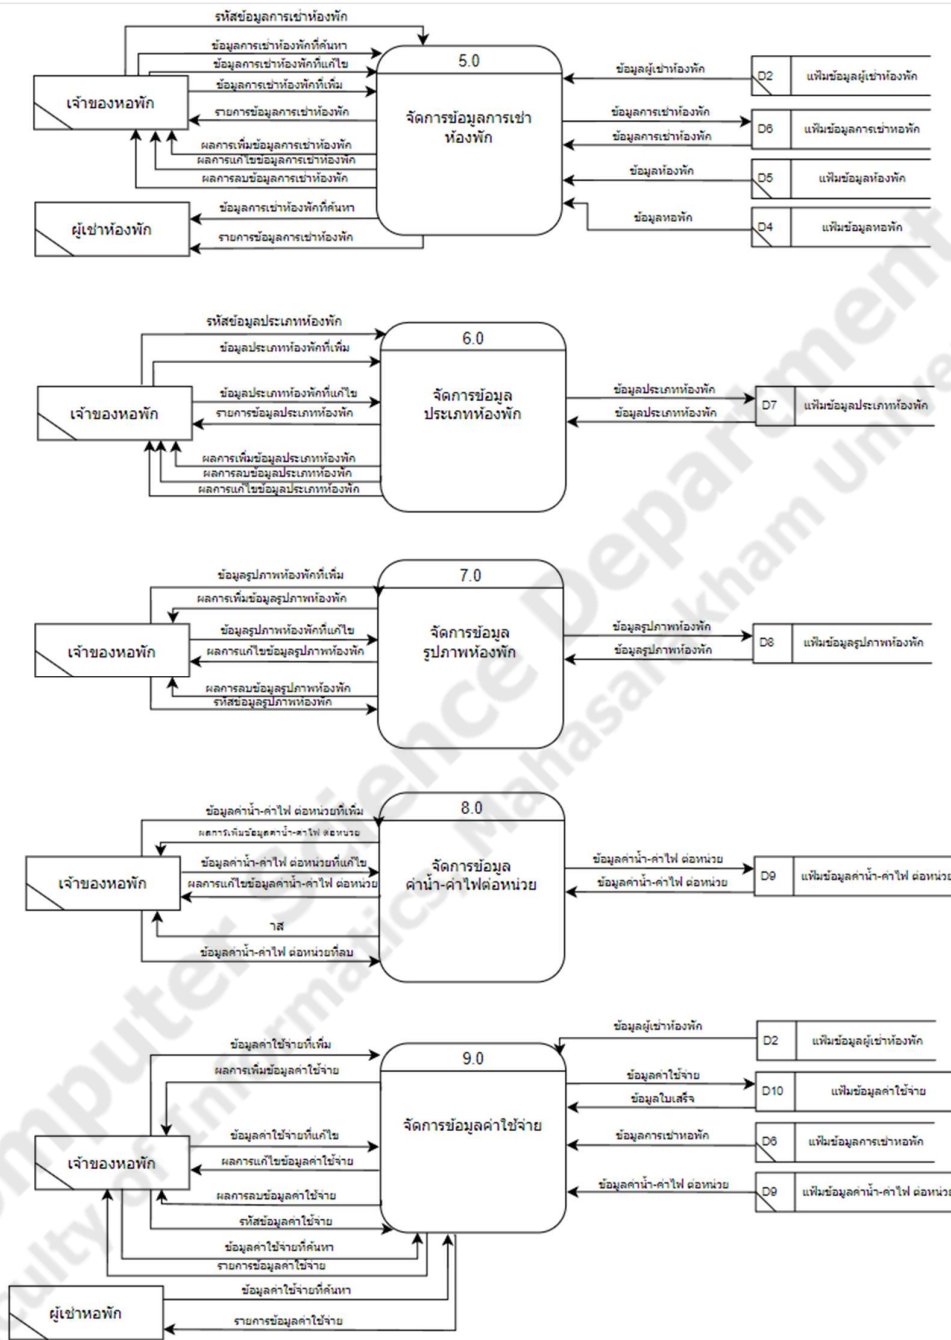 รหัสข้อมูลการเช่าห้องพัก
ข้อมูลการเช่าห้องพักที่ค้นหา
ข้อมูลการเช่าห้องพักที่แก้ไข
ข้อมูลการเช่าห้องพักที่เพิ่ม
เจ้าของหอพัก
รายการข้อมูลการเช่าห้องพัก
ผลการเพิ่มข้อมูลการเช่าห้องพัก
ผลการแก้ไขข้อมูลการเช่าห้องพัก
ผลการลบข้อมูลการเช่าห้องพัก
ข้อมูลการเช่าห้องพักที่ค้นหา
ผู้เช่าห้องพัก
รายการข้อมูลการเช่าห้องพัก
5.0
จัดการข้อมูลการเช่า
ห้องพัก
ข้อมูลผู้เช่าห้องพัก
D2 แฟ้มข้อมูลผู้เช่าห้องพัก
ข้อมูลการเช่าห้องพัก
D6 แฟ้มข้อมูลการเช่าหอพัก
ข้อมูลการเช่าห้องพัก
ข้อมูลห้องพัก
D5 แฟ้มข้อมูลห้องพัก
ข้อมูลหอพัก
D4 แฟ้มข้อมูลหอพัก
รหัสข้อมูลประเภทห้องพัก
ข้อมูลประเภทห้องพักที่เพิ่ม
ข้อมูลประเภทห้องพักที่แก้ไข
เจ้าของหอพัก
รายการข้อมูลประเภทห้องพัก
ผลการเพิ่มข้อมูลประเภทห้องพัก
ผลการลบข้อมูลประเภทห้องพัก
ผลการแก้ไขข้อมูลประเภทห้องพัก
6.0
จัดการข้อมูล
ประเภทห้องพัก
ข้อมูลประเภทห้องพัก
D7 แฟ้มข้อมูลประเภทห้องพัก
ข้อมูลประเภทห้องพัก
ข้อมูลรูปภาพห้องพักที่เพิ่ม
ผลการเพิ่มข้อมูลรูปภาพห้องพัก
ข้อมูลรูปภาพห้องพักที่แก้ไข
เจ้าของหอพัก
ผลการแก้ไขข้อมูลรูปภาพห้องพัก
ผลการลบข้อมูลรูปภาพห้องพัก
รหัสข้อมูลรูปภาพห้องพัก
7.0
จัดการข้อมูล
รูปภาพห้องพัก
ข้อมูลรูปภาพห้องพัก
D8 แฟ้มข้อมูลรูปภาพห้องพัก
ข้อมูลรูปภาพห้องพัก
ข้อมูลค่าน้ำ-ค่าไฟ ต่อหน่วยที่เพิ่ม
ผลการเพิ่มข้อมูลค่าน้ำ-ค่าไฟ ต่อหน่วย
ข้อมูลค่าน้ำ-ค่าไฟ ต่อหน่วยที่แก้ไข
เจ้าของหอพัก
ผลการแก้ไขข้อมูลค่าน้ำ-ค่าไฟ ต่อหน่วย
าส
ข้อมูลค่าน้ำ-ค่าไฟ ต่อหน่วยที่ลบ
8.0
จัดการข้อมูล
ค่าน้ำ-ค่าไฟต่อหน่วย
ข้อมูลค่าน้ำ-ค่าไฟ ต่อหน่วย
D9 แฟ้มข้อมูลค่าน้ำ-ค่าไฟ ต่อหน่วย
ข้อมูลค่าน้ำ-ค่าไฟ ต่อหน่วย
ข้อมูลค่าใช้จ่ายที่เพิ่ม
ผลการเพิ่มข้อมูลค่าใช้จ่าย
ข้อมูลค่าใช้จ่ายที่แก้ไข
เจ้าของหอพัก
ผลการแก้ไขข้อมูลค่าใช้จ่าย
ผลการลบข้อมูลค่าใช้จ่าย
รหัสข้อมูลค่าใช้จ่าย
ข้อมูลค่าใช้จ่ายที่ค้นหา
รายการข้อมูลค่าใช้จ่าย
ข้อมูลค่าใช้จ่ายที่ค้นหา
ผู้เช่าหอพัก
รายการข้อมูลค่าใช้จ่าย
9.0
จัดการข้อมูลค่าใช้จ่าย
ข้อมูลผู้เช่าห้องพัก
D2 แฟ้มข้อมูลผู้เช่าห้องพัก
ข้อมูลค่าใช้จ่าย
D10 แฟ้มข้อมูลค่าใช้จ่าย
ข้อมูลใบเสร็จ
ข้อมูลการเช่าหอพัก
D6 แฟ้มข้อมูลการเช่าหอพัก
ข้อมูลค่าน้ำ-ค่าไฟ ต่อหน่วย
D9 แฟ้มข้อมูลค่าน้ำ-ค่าไฟ ต่อหน่วย
omputer Science Department
culty of Informatics, Mahasarakham Univer